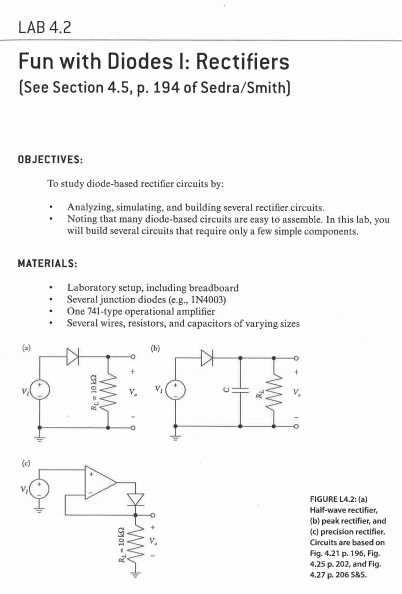 LAB 4.2
Fun with Diodes I: Rectifiers
(See Section 4.5, p. 194 of Sedra/Smith)
OBJECTIVES:
To study diode-based rectifier circuits by:
• Analyzing, simulating, and building several rectifier circuits.
• Noting that many diode-based circuits are easy to assemble. In this lab, you
will build several circuits that require only a few simple components.
MATERIALS:
• Laboratory setup, including breadboard
• Several junction diodes (e.g., 1N4003)
• One 741-type operational amplifier
• Several wires, resistors, and capacitors of varying sizes
(a)
V_I
+
−
R_L = 10 kΩ
+
V_o
−
(b)
V_I
+
−
C
R_L
+
V_o
−
(c)
V_I
+
−
+
−
R_L = 10 kΩ
+
V_o
−
FIGURE L4.2: (a)
Half-wave rectifier,
(b) peak rectifier, and
(c) precision rectifier.
Circuits are based on
Fig. 4.21 p. 196, Fig.
4.25 p. 202, and Fig.
4.27 p. 206 S&S.